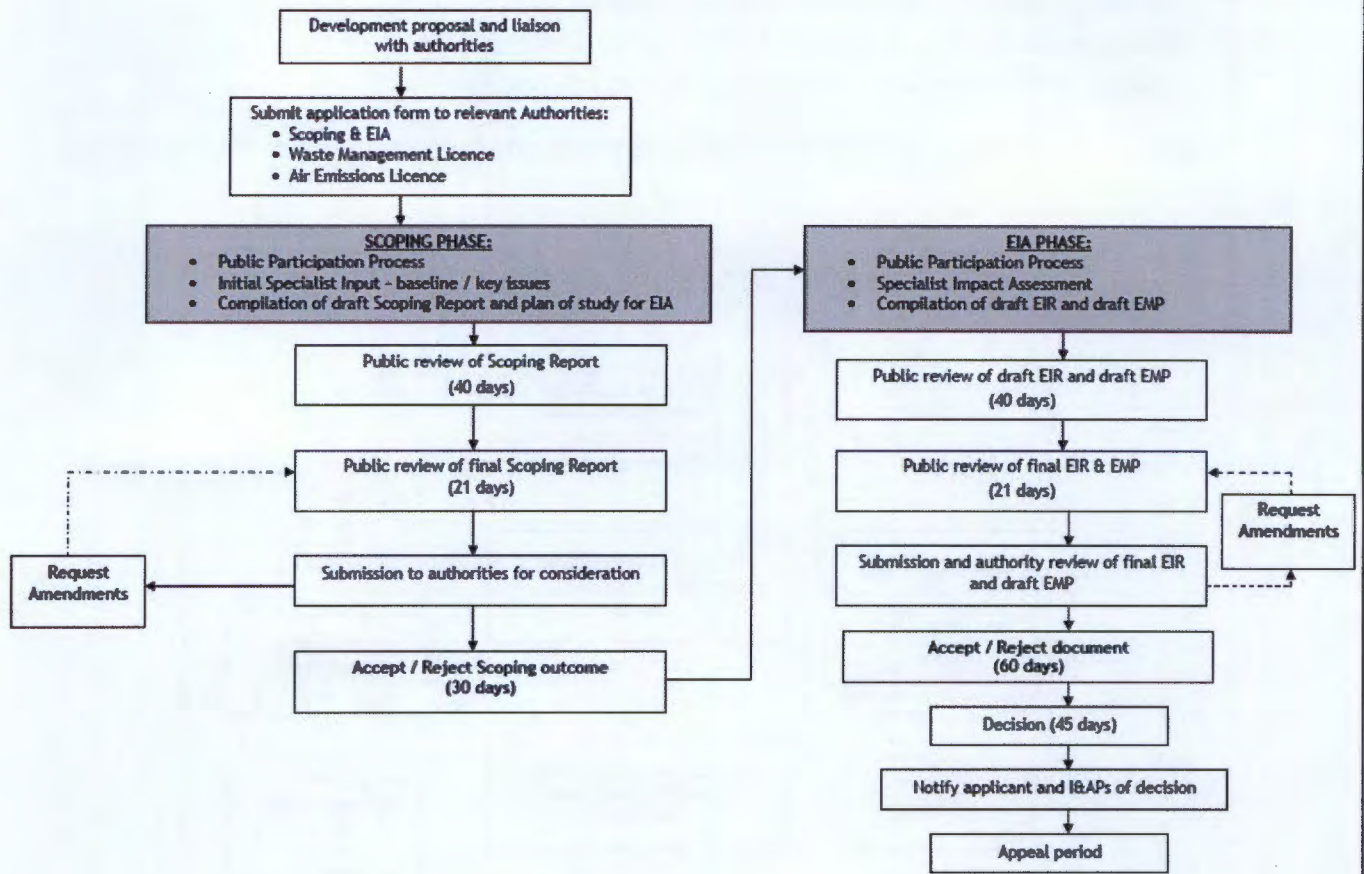 Development proposal and liaison
with authorities
Submit application form to relevant Authorities:
• Scoping & EIA
• Waste Management Licence
• Air Emissions Licence
SCOPING PHASE:
• Public Participation Process
• Initial Specialist Input - baseline / key issues
• Compilation of draft Scoping Report and plan of study for EIA
Public review of Scoping Report
(40 days)
Public review of final Scoping Report
(21 days)
Request
Amendments
Submission to authorities for consideration
Accept / Reject Scoping outcome
(30 days)
EIA PHASE:
• Public Participation Process
• Specialist Impact Assessment
• Compilation of draft EIR and draft EMP
Public review of draft EIR and draft EMP
(40 days)
Public review of final EIR & EMP
(21 days)
Request
Amendments
Submission and authority review of final EIR
and draft EMP
Accept / Reject document
(60 days)
Decision (45 days)
Notify applicant and I&APs of decision
Appeal period